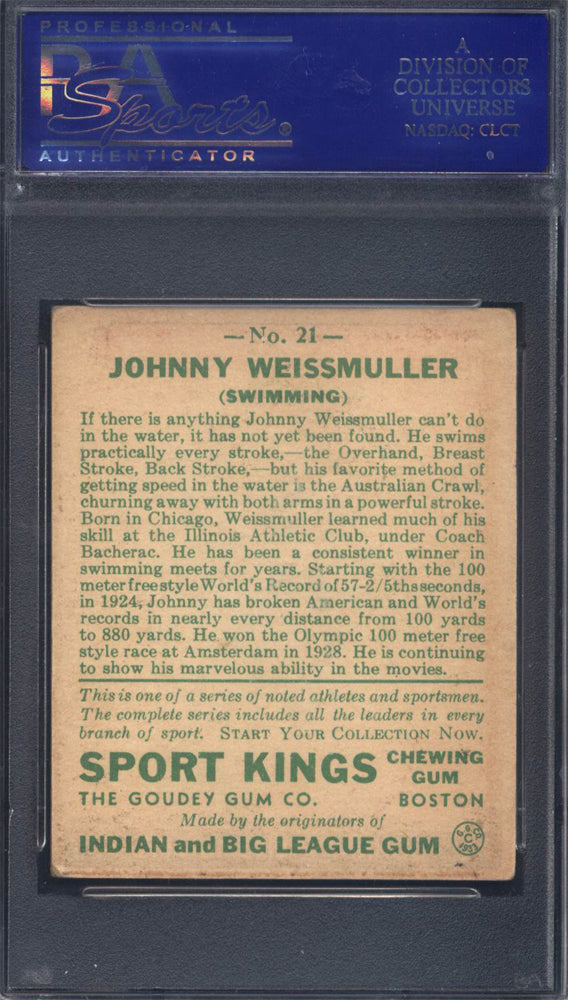 PROFESSIONAL
PSA
Sports®
AUTHENTICATOR
A
DIVISION OF
COLLECTORS
UNIVERSE
NASDAQ: CLCT
—No. 21—
JOHNNY WEISSMULLER
(SWIMMING)
If there is anything Johnny Weissmuller can't do
in the water, it has not yet been found. He swims
practically every stroke,—the Overhand, Breast
Stroke, Back Stroke,—but his favorite method of
getting speed in the water is the Australian Crawl,
churning away with both arms in a powerful stroke.
Born in Chicago, Weissmuller learned much of his
skill at the Illinois Athletic Club, under Coach
Bacherac. He has been a consistent winner in
swimming meets for years. Starting with the 100
meter free style World's Record of 57-2/5ths seconds,
in 1924, Johnny has broken American and World's
records in nearly every distance from 100 yards
to 880 yards. He won the Olympic 100 meter free
style race at Amsterdam in 1928. He is continuing
to show his marvelous ability in the movies.
This is one of a series of noted athletes and sportsmen.
The complete series includes all the leaders in every
branch of sport. START YOUR COLLECTION NOW.
SPORT KINGS CHEWING GUM
THE GOUDEY GUM CO. BOSTON
Made by the originators of
INDIAN and BIG LEAGUE GUM
G. G. CO.
C
1933